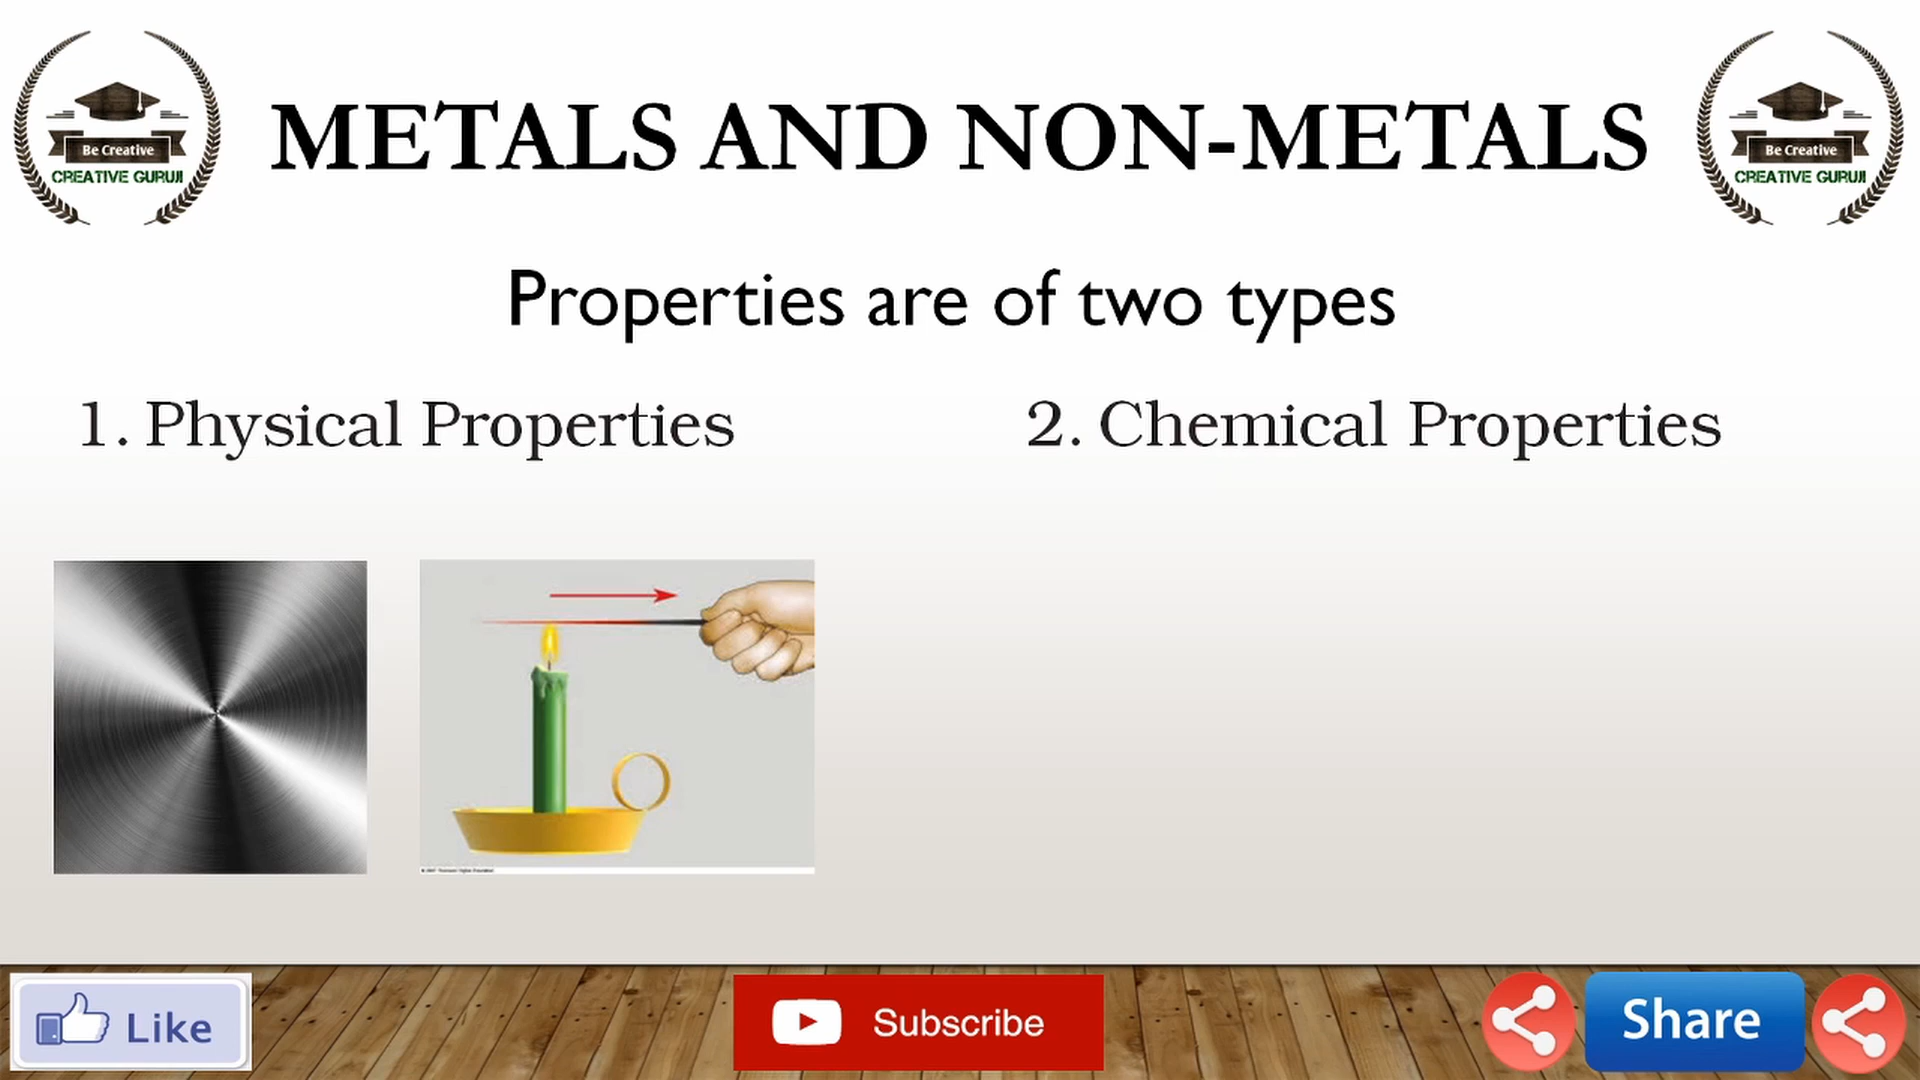 Be Creative
CREATIVE GURUJI
METALS AND NON-METALS
Be Creative
CREATIVE GURUJI
Properties are of two types
1. Physical Properties
2. Chemical Properties
Like
Subscribe
Share